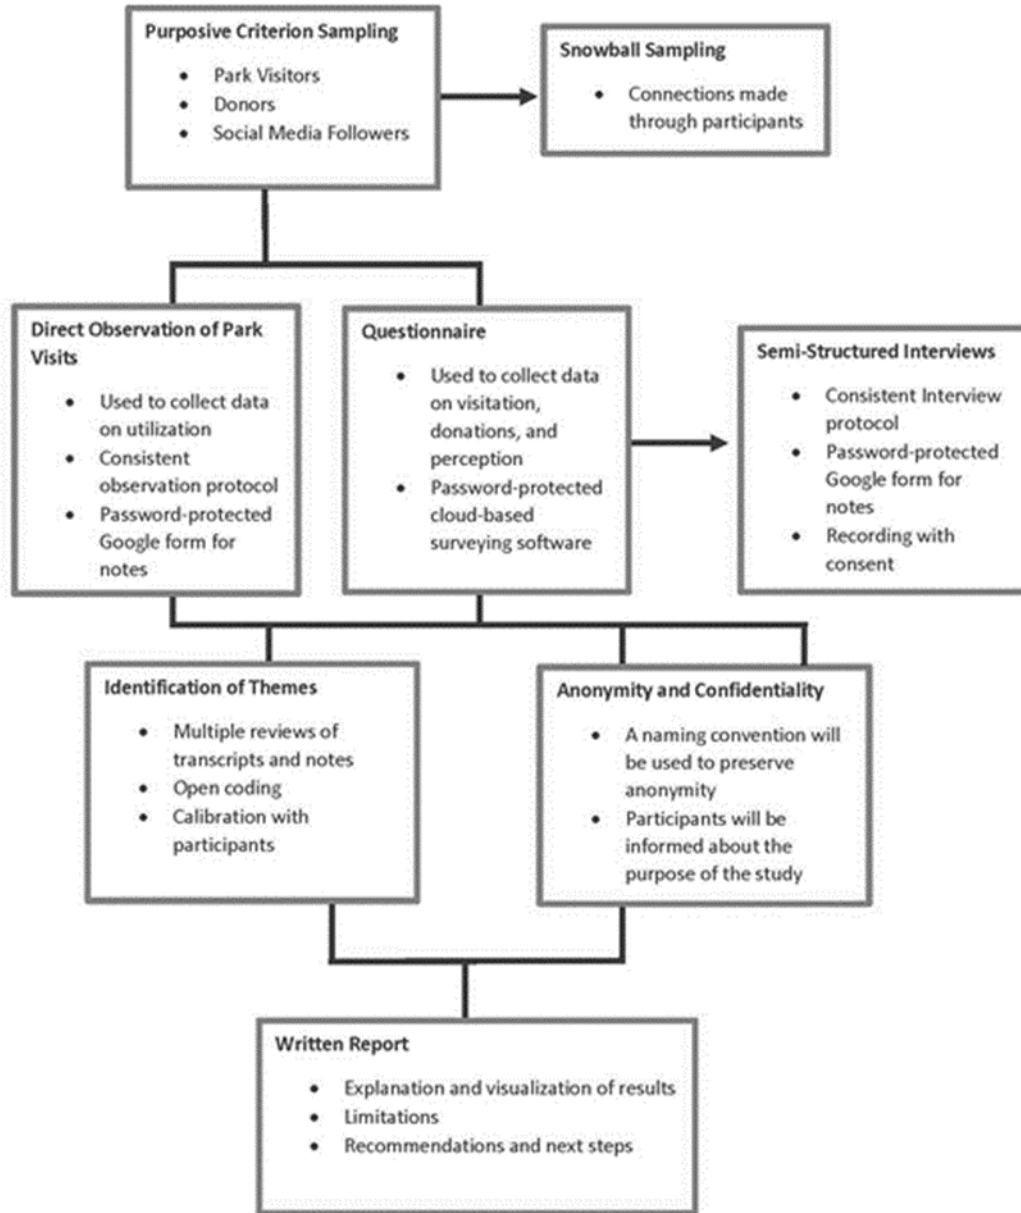 Purposive Criterion Sampling
• Park Visitors
• Donors
• Social Media Followers
Snowball Sampling
• Connections made
through participants
Direct Observation of Park
Visits
• Used to collect data
on utilization
• Consistent
observation protocol
• Password-protected
Google form for
notes
Questionnaire
• Used to collect data
on visitation,
donations, and
perception
• Password-protected
cloud-based
surveying software
Semi-Structured Interviews
• Consistent Interview
protocol
• Password-protected
Google form for
notes
• Recording with
consent
Identification of Themes
• Multiple reviews of
transcripts and notes
• Open coding
• Calibration with
participants
Anonymity and Confidentiality
• A naming convention will
be used to preserve
anonymity
• Participants will be
informed about the
purpose of the study
Written Report
• Explanation and visualization of results
• Limitations
• Recommendations and next steps